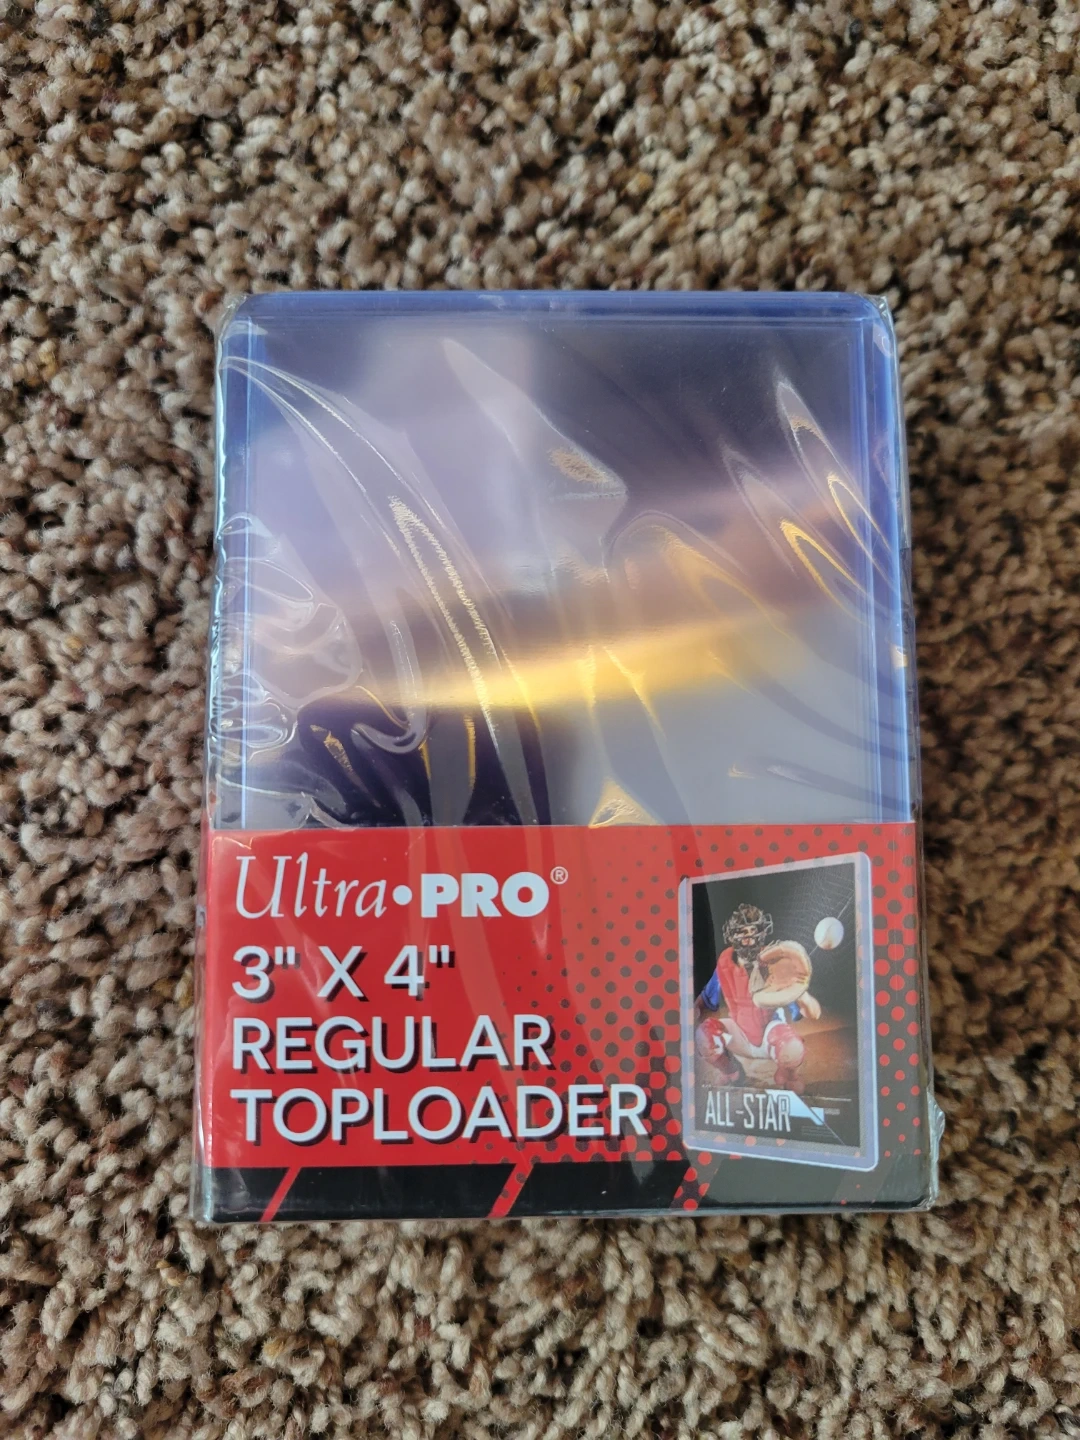 Ultra•PRO®
3" X 4"
REGULAR
TOPLOADER
ALL-STAR